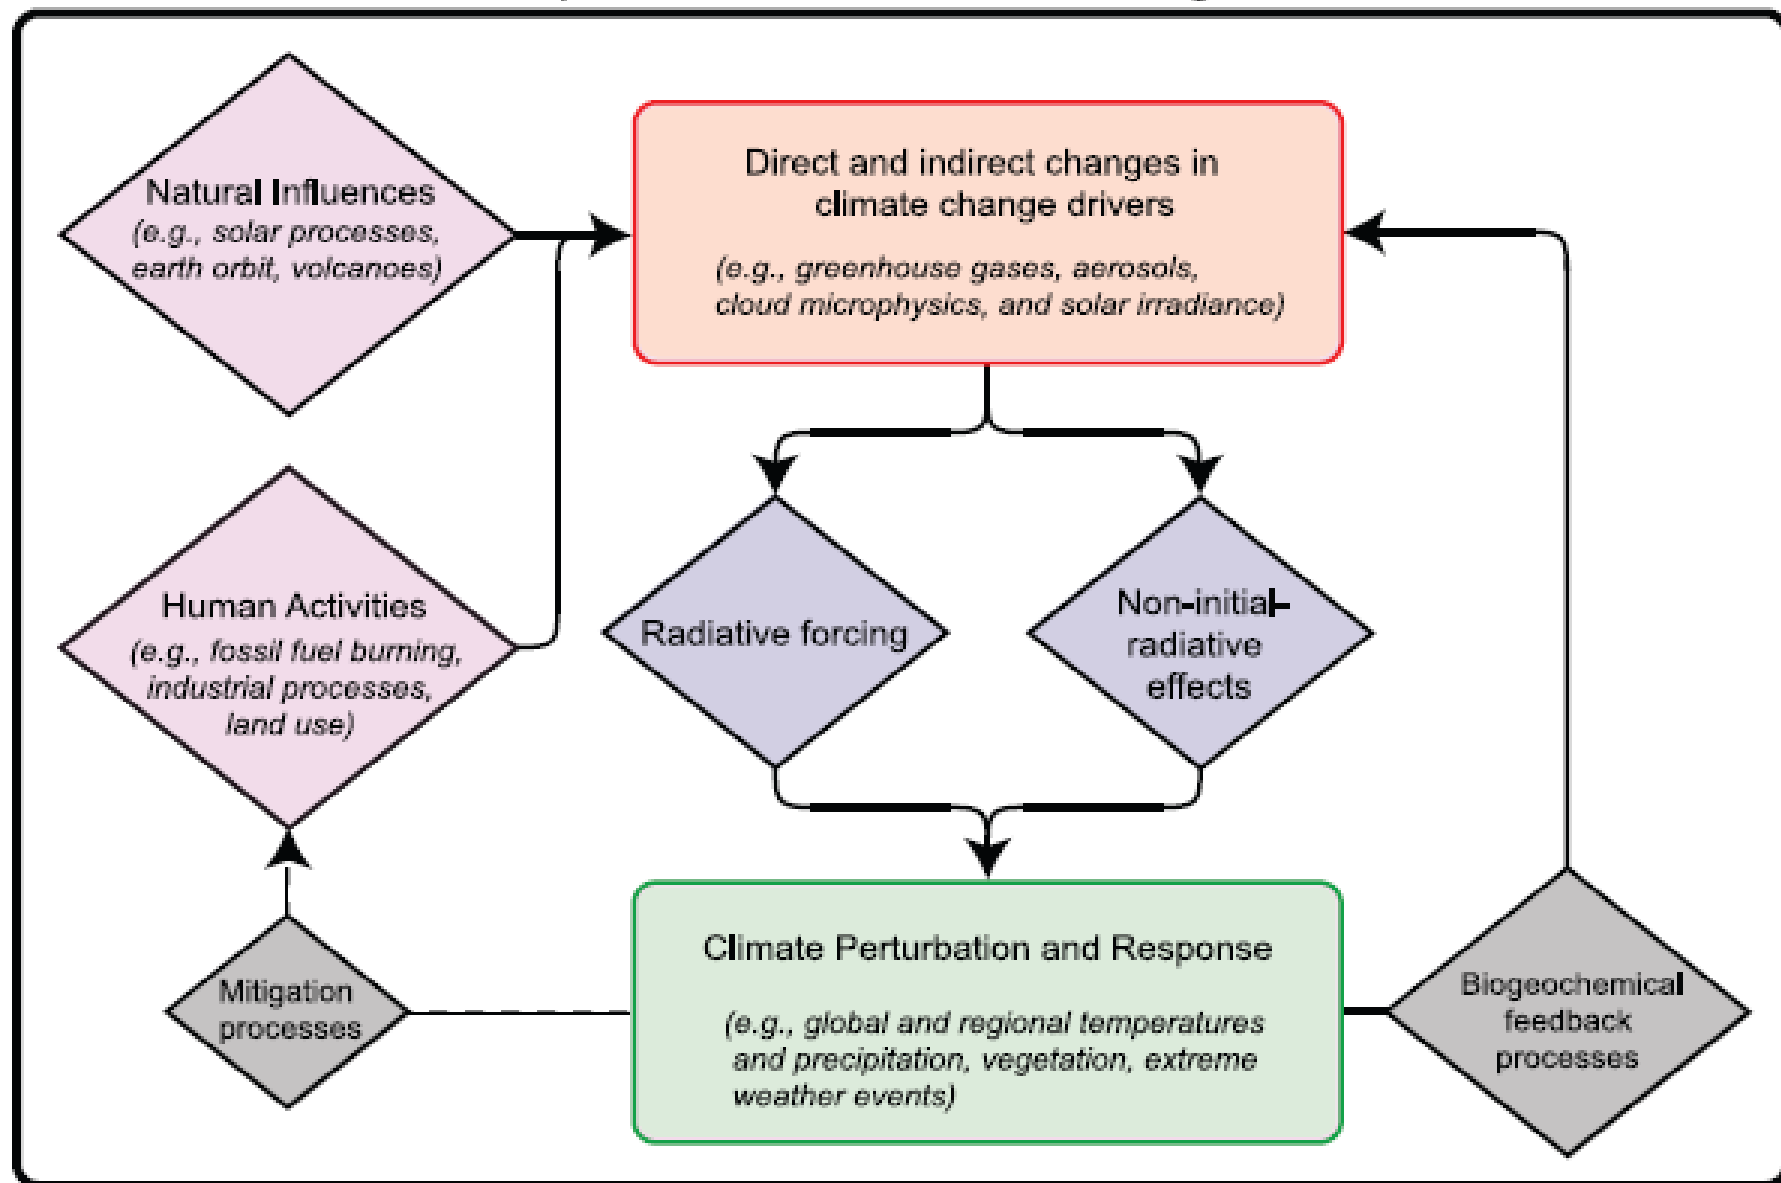 Natural Influences
(e.g., solar processes,
earth orbit, volcanoes)
Direct and indirect changes in
climate change drivers
(e.g., greenhouse gases, aerosols,
cloud microphysics, and solar irradiance)
Human Activities
(e.g., fossil fuel burning,
industrial processes,
land use)
Radiative forcing
Non-initial-
radiative
effects
Mitigation
processes
Climate Perturbation and Response
(e.g., global and regional temperatures
and precipitation, vegetation, extreme
weather events)
Biogeochemical
feedback
processes